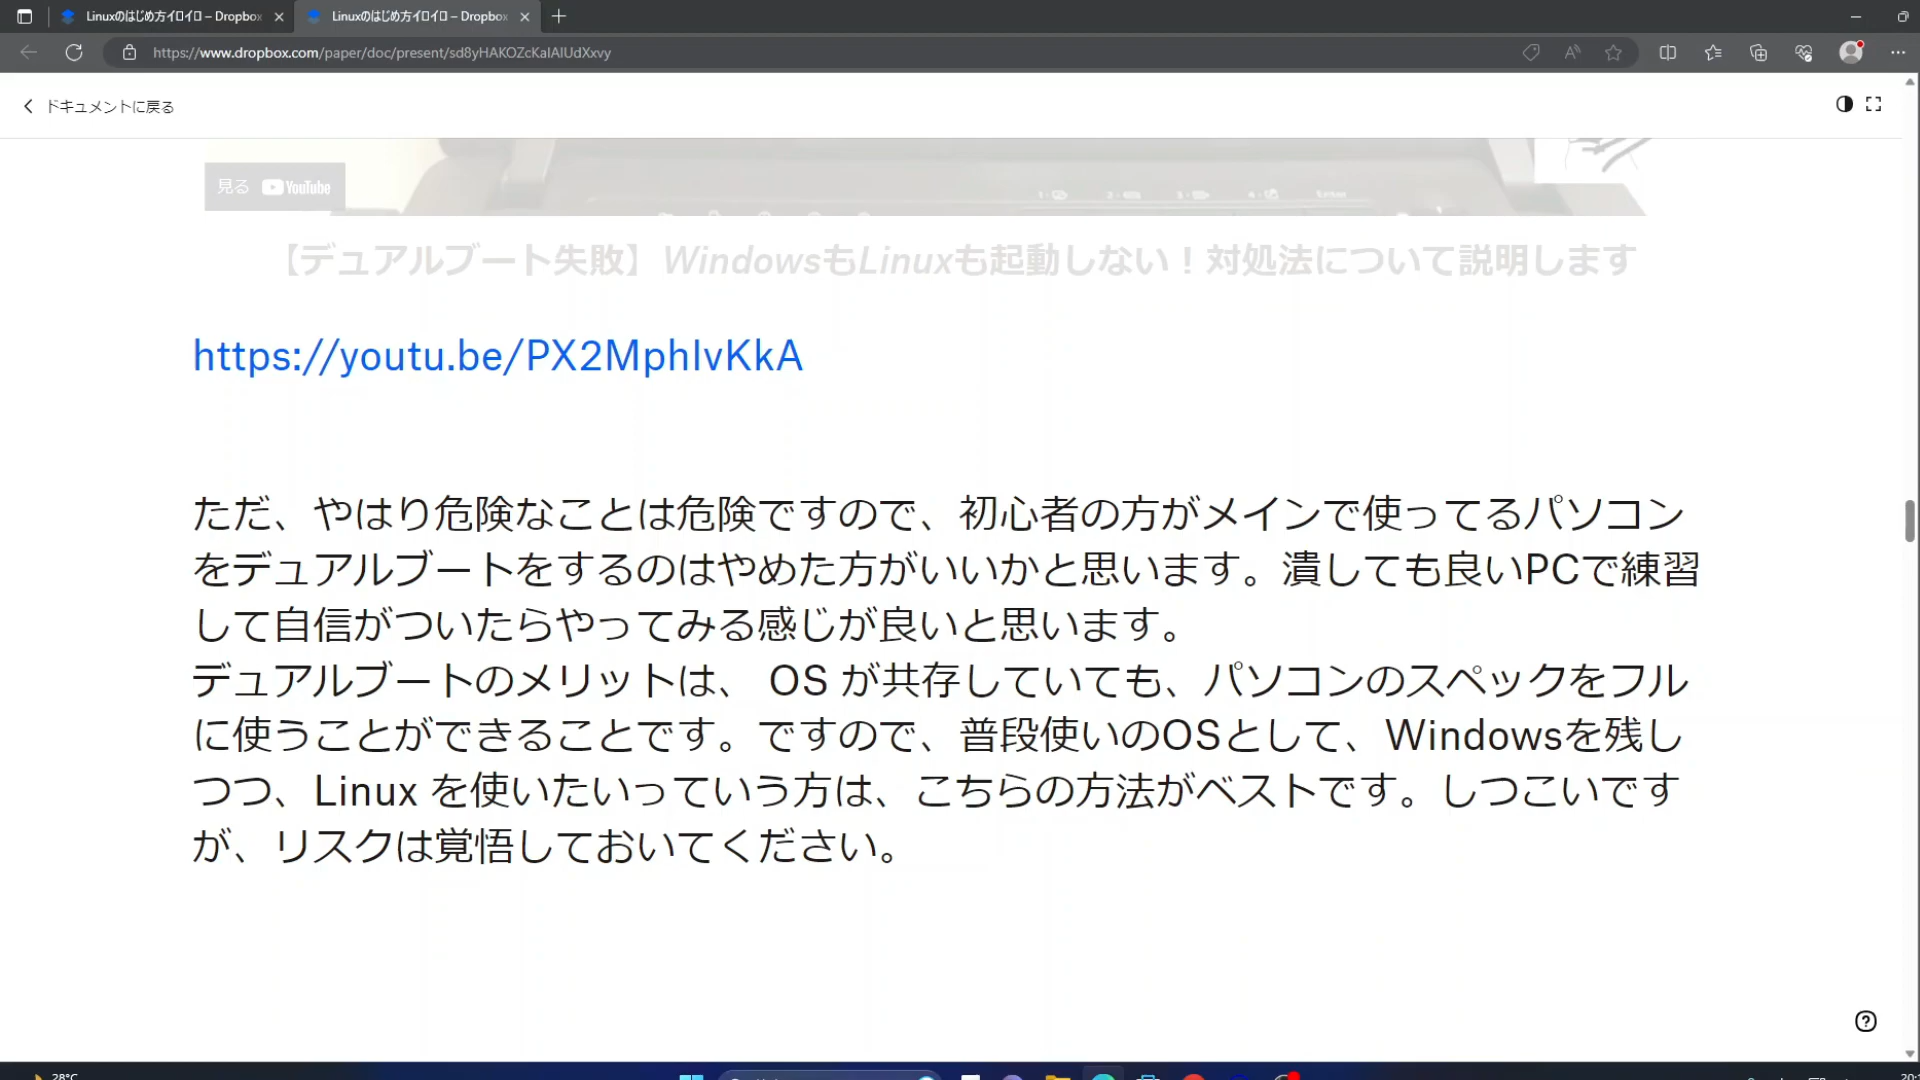 Linuxのはじめ方イロイロ – Dropbox
Linuxのはじめ方イロイロ – Dropbox
https://www.dropbox.com/paper/doc/present/sd8yHAKOZcKaIAIUdXxvy
ドキュメントに戻る
見る YouTube
【デュアルブート失敗】WindowsもLinuxも起動しない！対処法について説明します
https://youtu.be/PX2MphIvKkA
ただ、やはり危険なことは危険ですので、初心者の方がメインで使ってるパソコン
をデュアルブートをするのはやめた方がいいかと思います。潰しても良いPCで練習
して自信がついたらやってみる感じが良いと思います。
デュアルブートのメリットは、 OS が共存していても、パソコンのスペックをフル
に使うことができることです。ですので、普段使いのOSとして、Windowsを残し
つつ、Linux を使いたいっていう方は、こちらの方法がベストです。しつこいです
が、リスクは覚悟しておいてください。
28°C